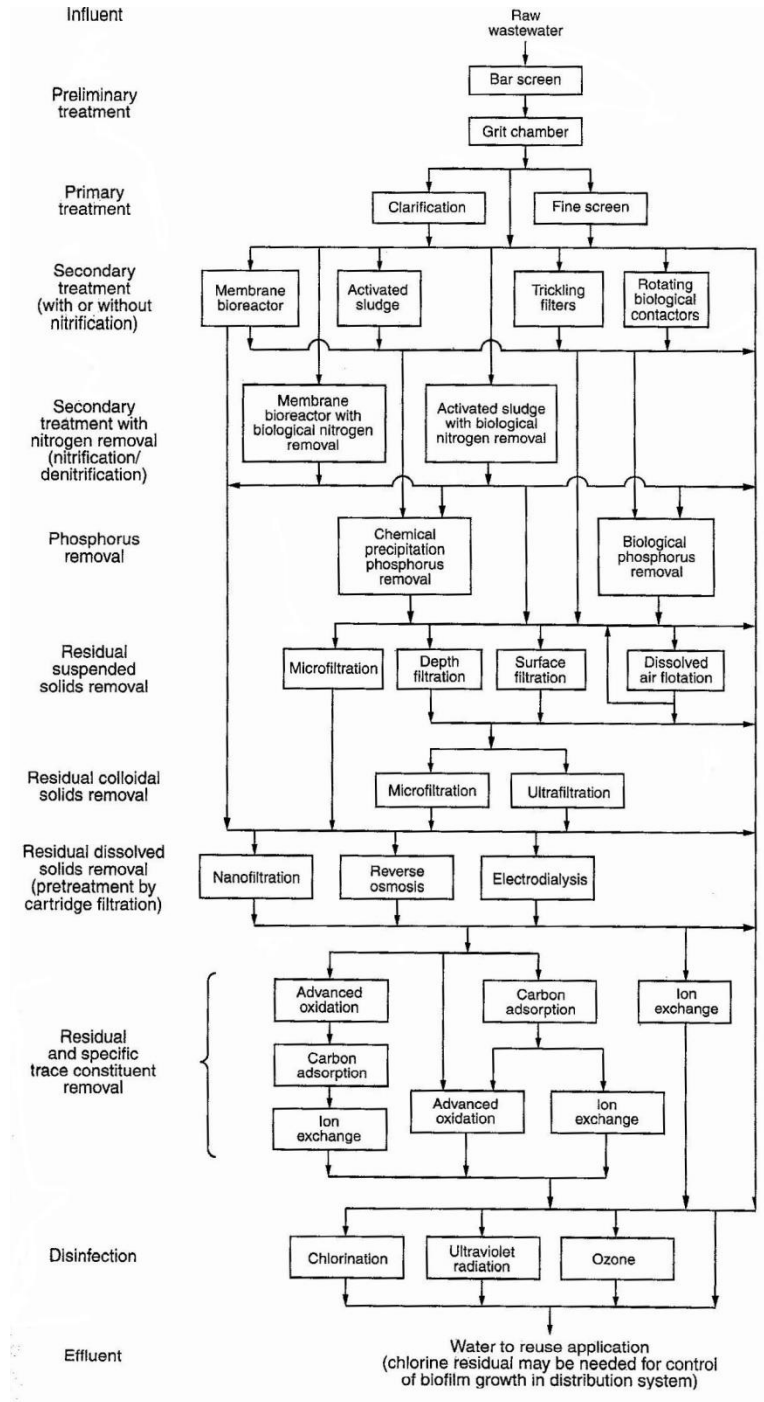 Influent
Raw
wastewater
Preliminary
treatment
Bar screen
Grit chamber
Primary
treatment
Clarification
Fine screen
Secondary
treatment
(with or without
nitrification)
Membrane
bioreactor
Activated
sludge
Trickling
filters
Rotating
biological
contactors
Secondary
treatment with
nitrogen removal
(nitrification/
denitrification)
Membrane
bioreactor with
biological nitrogen
removal
Activated sludge
with biological
nitrogen removal
Phosphorus
removal
Chemical
precipitation
phosphorus
removal
Biological
phosphorus
removal
Residual
suspended
solids removal
Microfiltration
Depth
filtration
Surface
filtration
Dissolved
air flotation
Residual colloidal
solids removal
Microfiltration
Ultrafiltration
Residual dissolved
solids removal
(pretreatment by
cartridge filtration)
Nanofiltration
Reverse
osmosis
Electrodialysis
Residual
and specific
trace constituent
removal
Advanced
oxidation
Carbon
adsorption
Ion
exchange
Carbon
adsorption
Advanced
oxidation
Ion
exchange
Ion
exchange
Disinfection
Chlorination
Ultraviolet
radiation
Ozone
Effluent
Water to reuse application
(chlorine residual may be needed for control
of biofilm growth in distribution system)